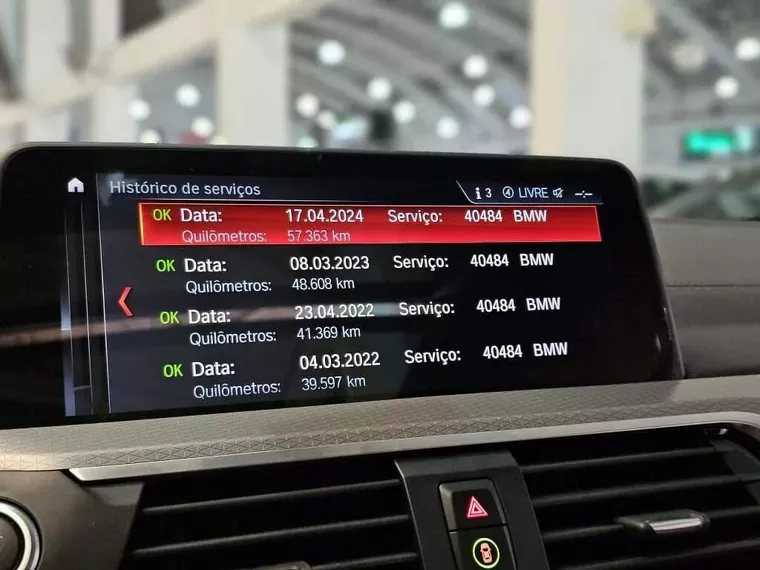 Histórico de serviços
i 3 LIVRE --:--
OK Data: 17.04.2024 Serviço: 40484 BMW
Quilômetros: 57.363 km
OK Data: 08.03.2023 Serviço: 40484 BMW
Quilômetros: 48.608 km
OK Data: 23.04.2022 Serviço: 40484 BMW
Quilômetros: 41.369 km
OK Data: 04.03.2022 Serviço: 40484 BMW
Quilômetros: 39.597 km